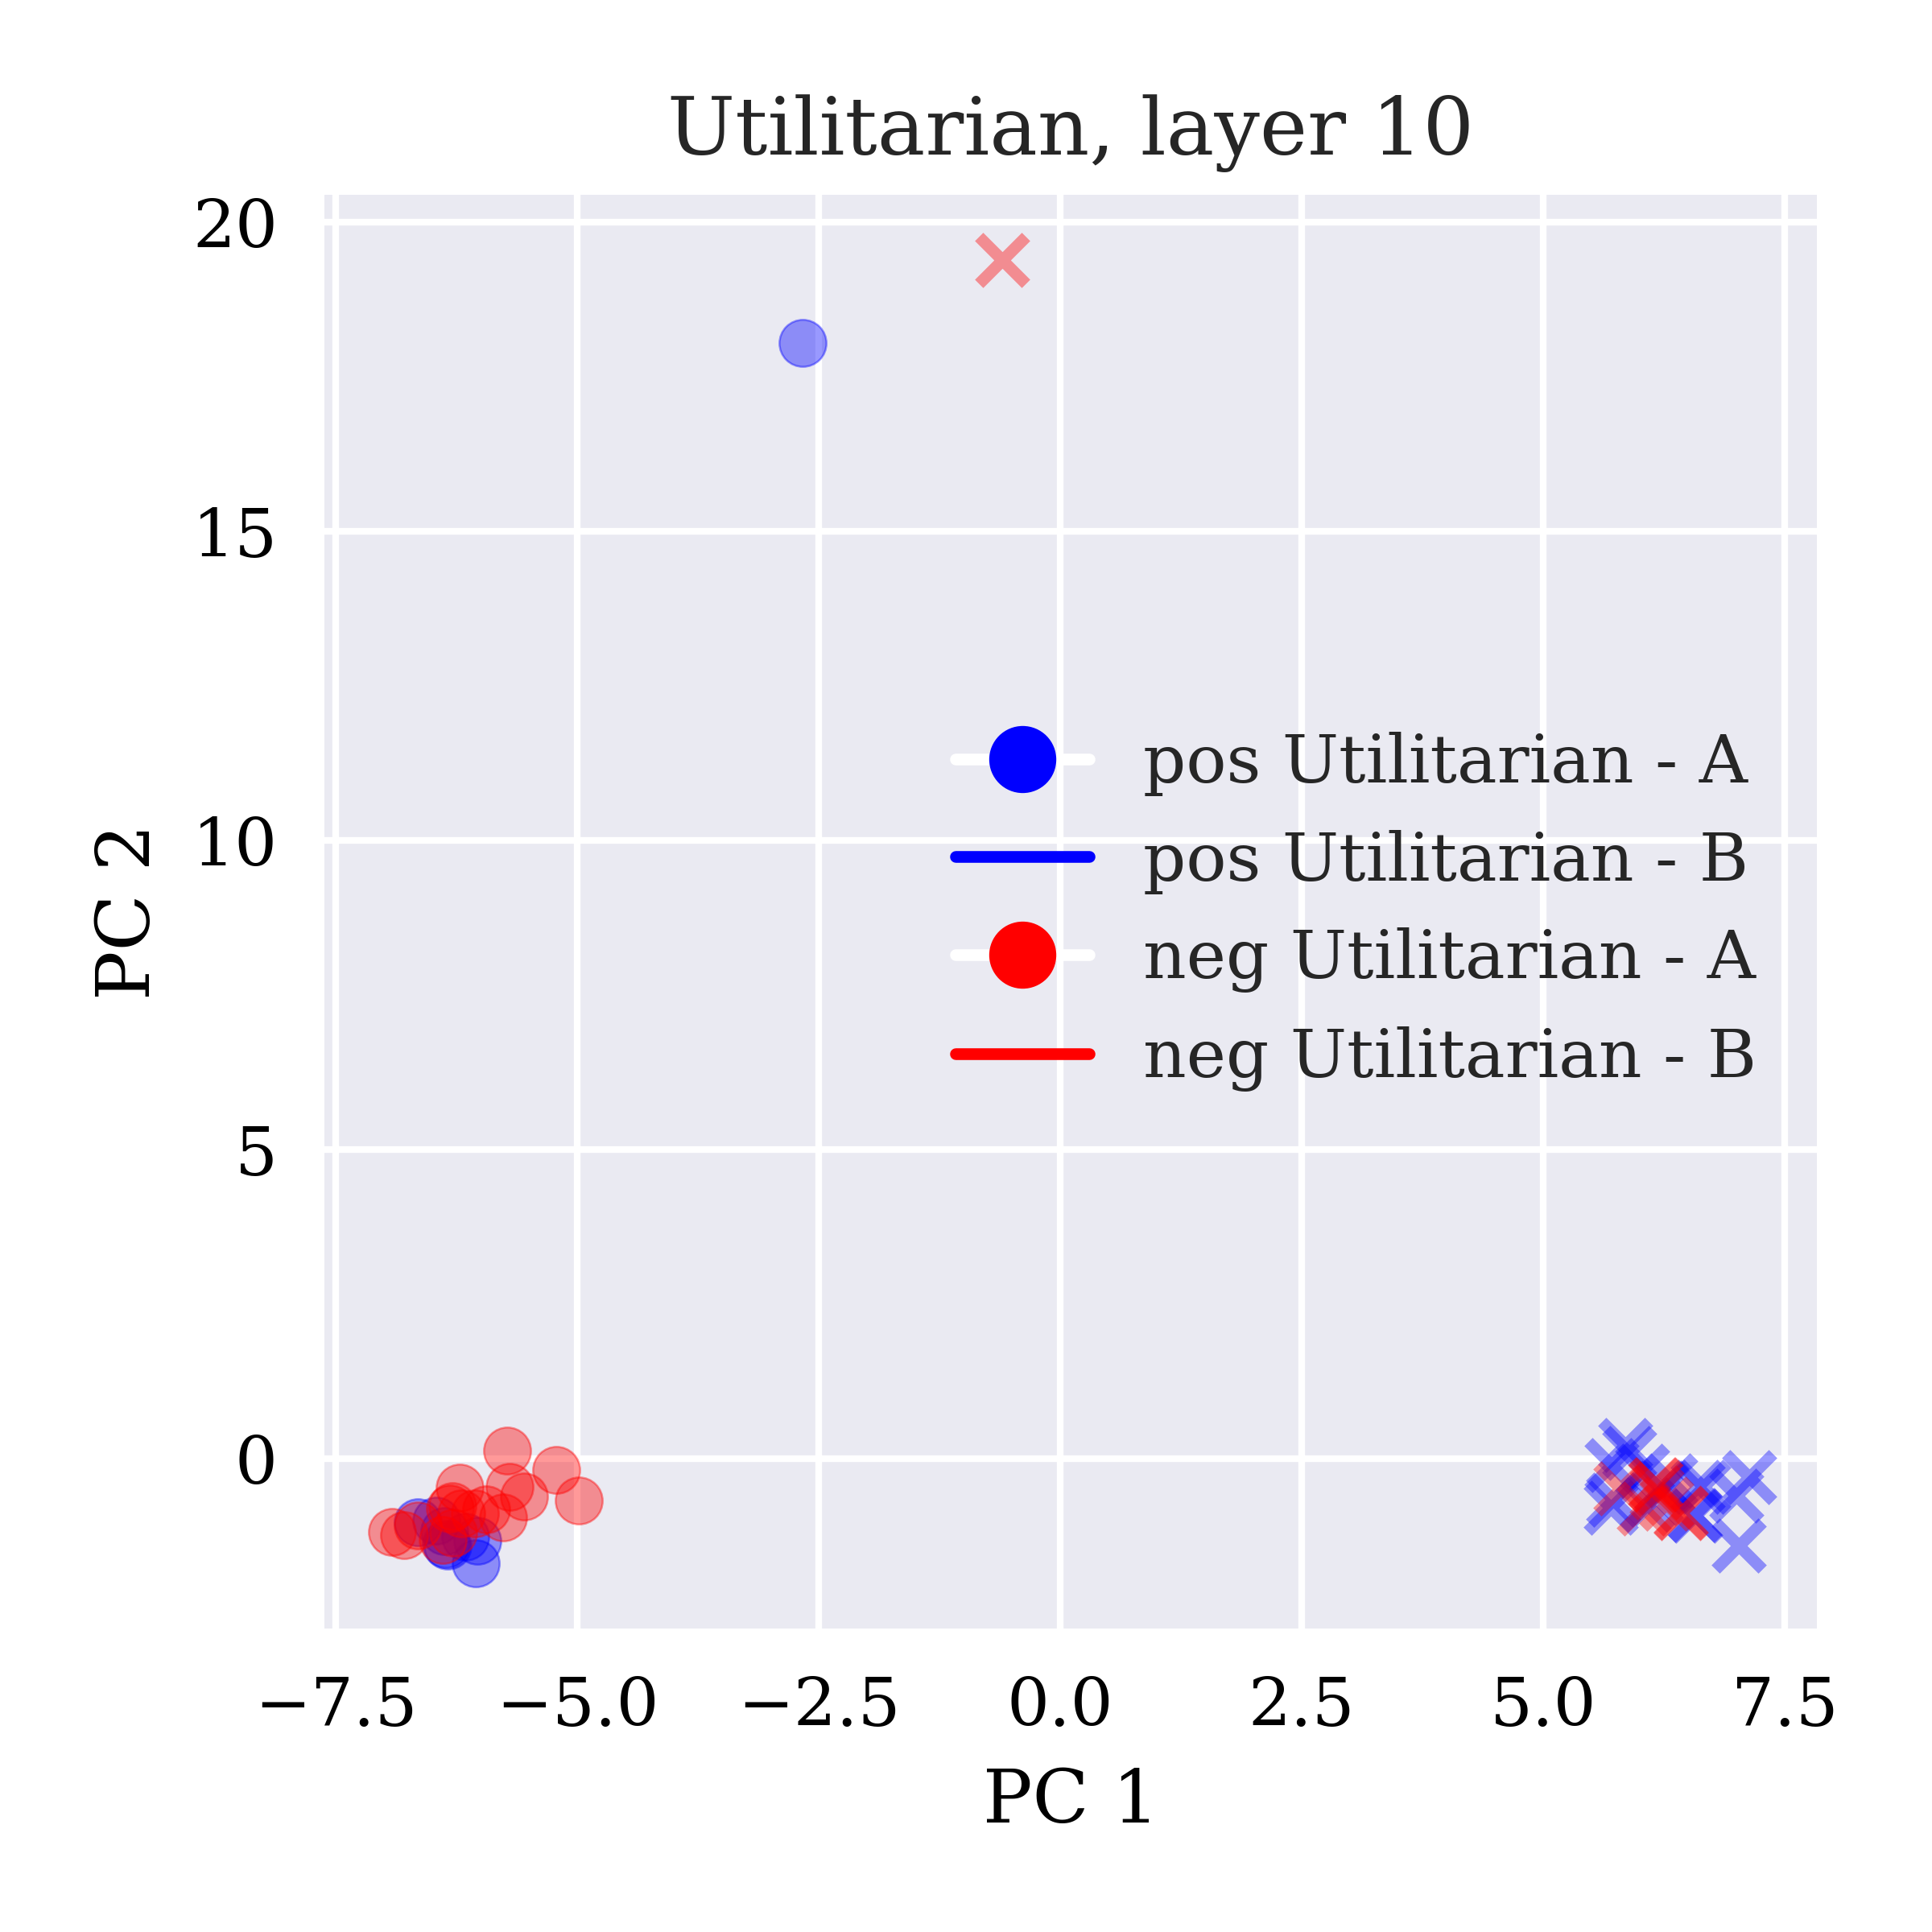 Utilitarian, layer 10
20
15
10
5
0
PC 2
pos Utilitarian - A
pos Utilitarian - B
neg Utilitarian - A
neg Utilitarian - B
−7.5 −5.0 −2.5 0.0 2.5 5.0 7.5
PC 1